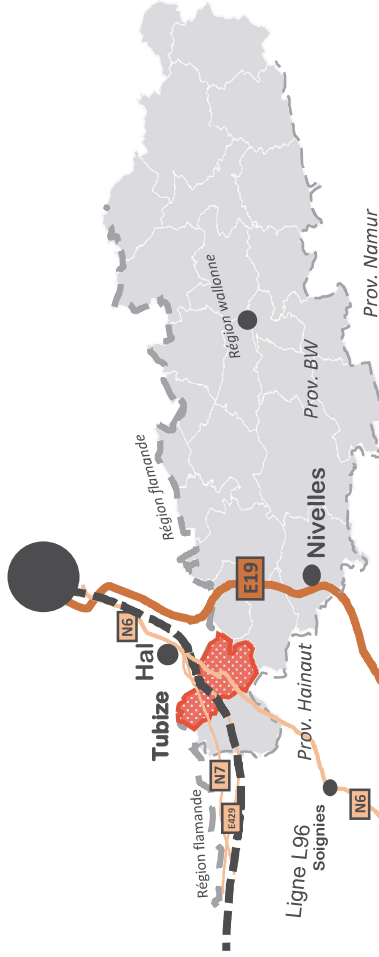 Prov. Namur
Région wallonne
Prov. BW
Région flamande
Nivelles
E19
N6
Hal
Tubize
Prov. Hainaut
N7
E429
Région flamande
Ligne L96
Soignies
N6